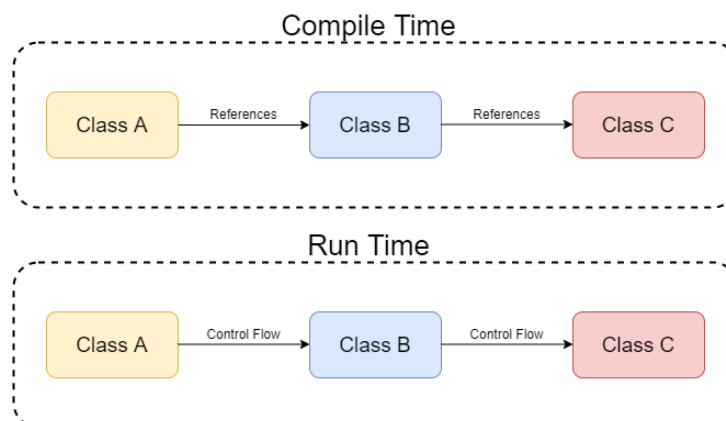 Compile Time
Class A
References
Class B
References
Class C
Run Time
Class A
Control Flow
Class B
Control Flow
Class C